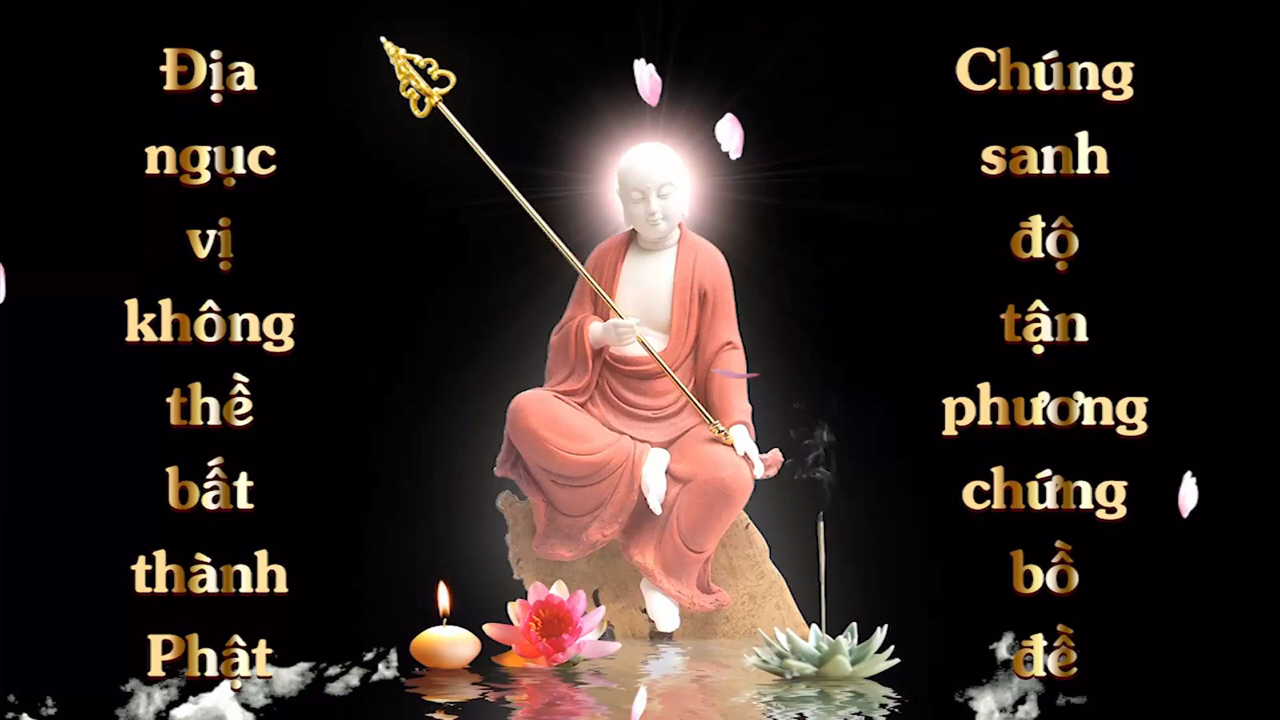 Địa
ngục
vị
không
thề
bất
thành
Phật
Chúng
sanh
độ
tận
phương
chứng
bồ
đề